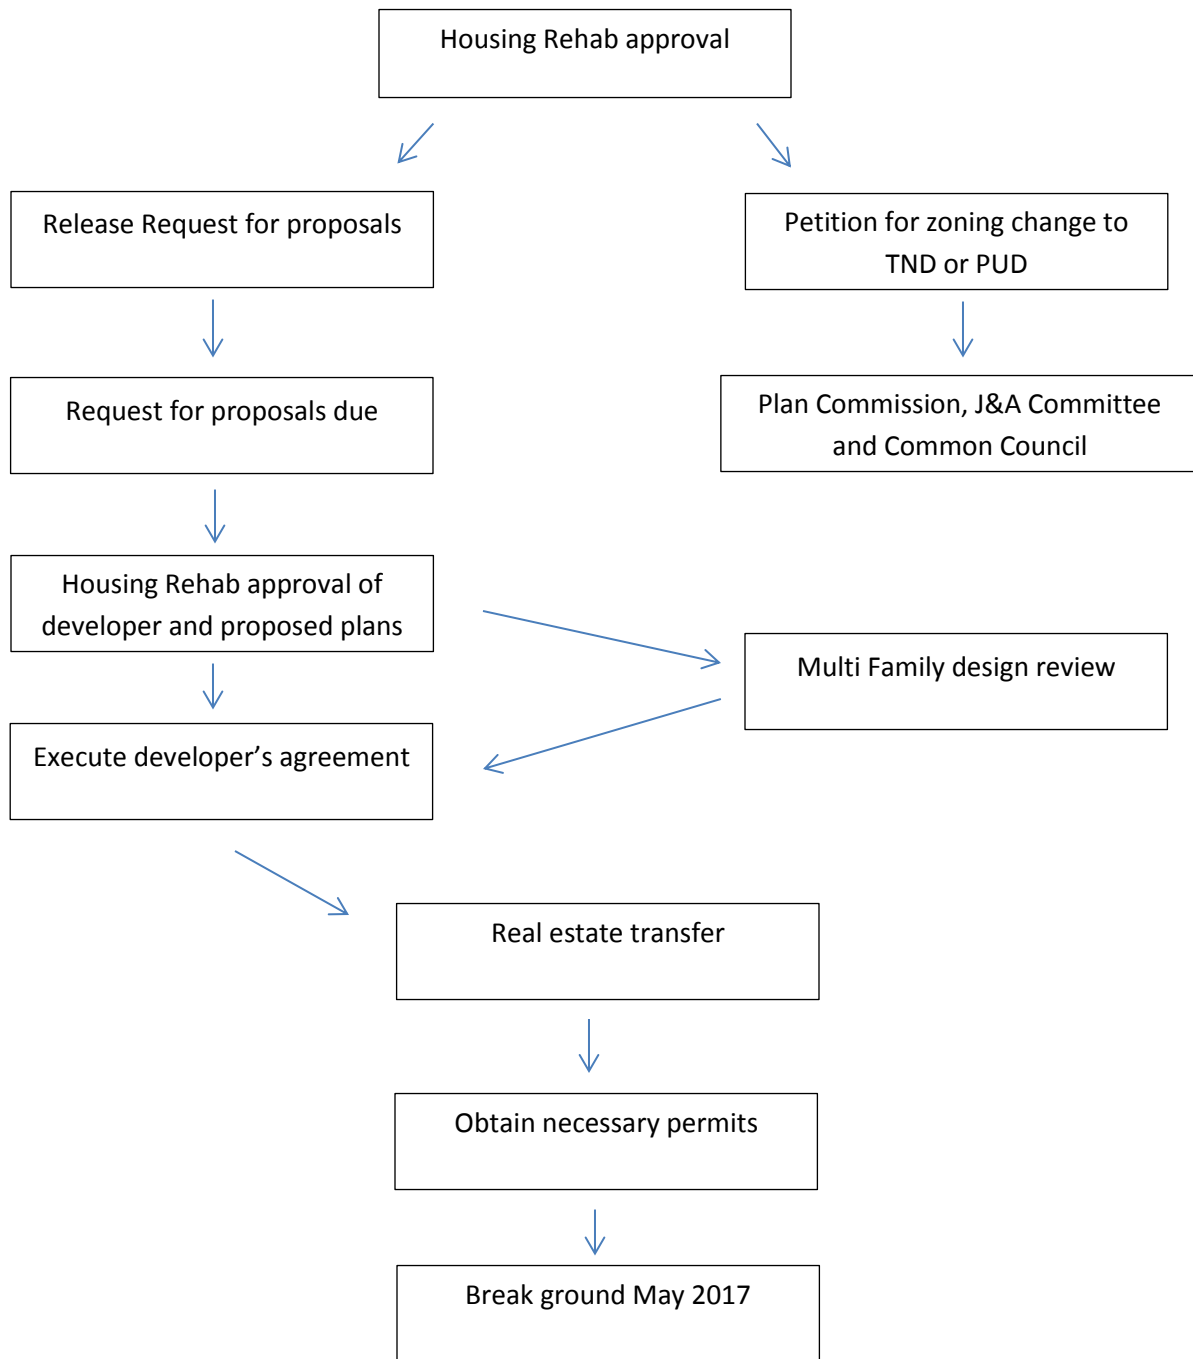 Housing Rehab approval
Release Request for proposals
Petition for zoning change to
TND or PUD
Request for proposals due
Plan Commission, J&A Committee
and Common Council
Housing Rehab approval of
developer and proposed plans
Multi Family design review
Execute developer’s agreement
Real estate transfer
Obtain necessary permits
Break ground May 2017